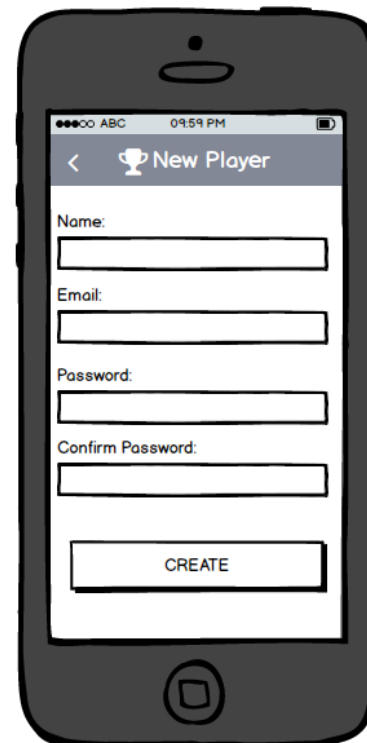 ABC 09:59 PM
New Player
Name:
Email:
Password:
Confirm Password:
CREATE